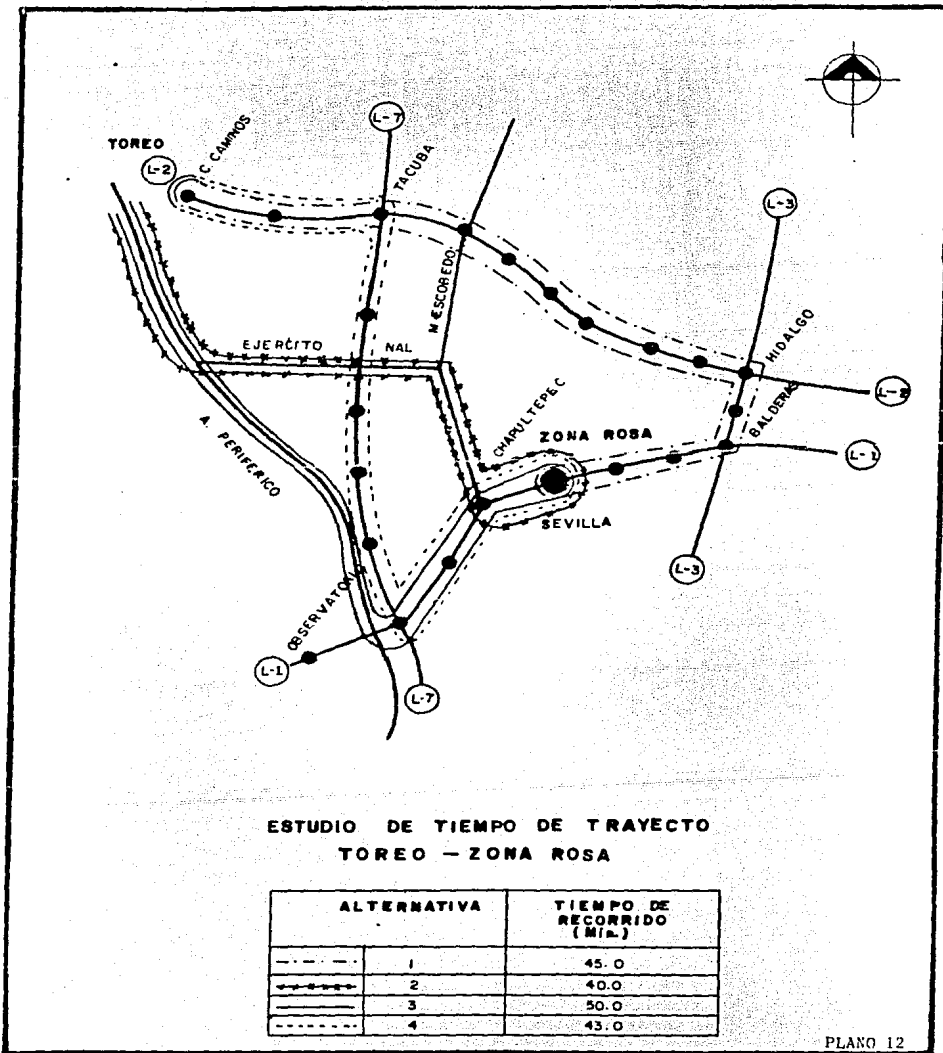 TOREO
L-2
C. CAMINOS
L-7
TACUBA
M. ESCOBEDO
L-3
HIDALGO
EJERCITO NAL
CHAPULTEPEC
ZONA ROSA
BALDERAS
L-2
L-1
A. PERIFERICO
SEVILLA
L-3
OBSERVATORIO
L-1
L-7
ESTUDIO DE TIEMPO DE TRAYECTO
TOREO — ZONA ROSA
ALTERNATIVA TIEMPO DE RECORRIDO (Min.)
1 45.0
2 40.0
3 50.0
4 43.0
PLANO 12